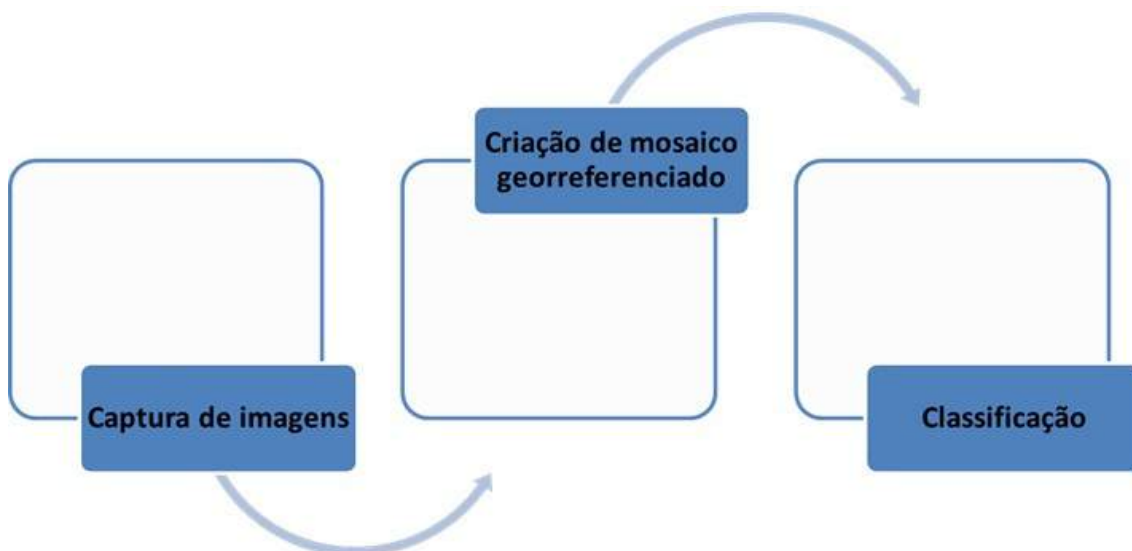 Captura de imagens
Criação de mosaico
georreferenciado
Classificação